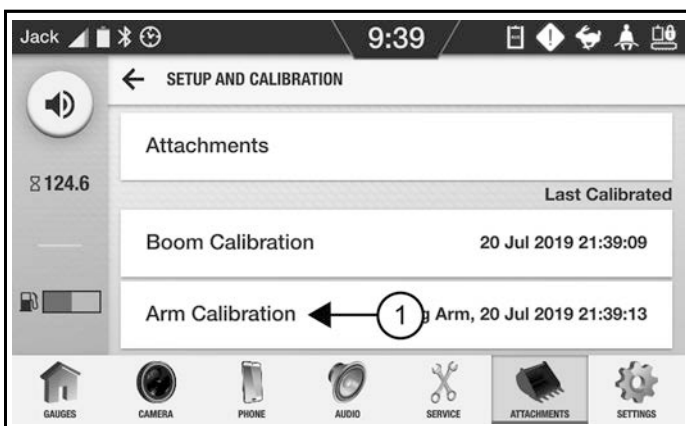 Jack 9:39
SETUP AND CALIBRATION
Attachments
124.6
Last Calibrated
Boom Calibration 20 Jul 2019 21:39:09
Arm Calibration 1 Arm, 20 Jul 2019 21:39:13
GAUGES CAMERA PHONE AUDIO SERVICE ATTACHMENTS SETTINGS